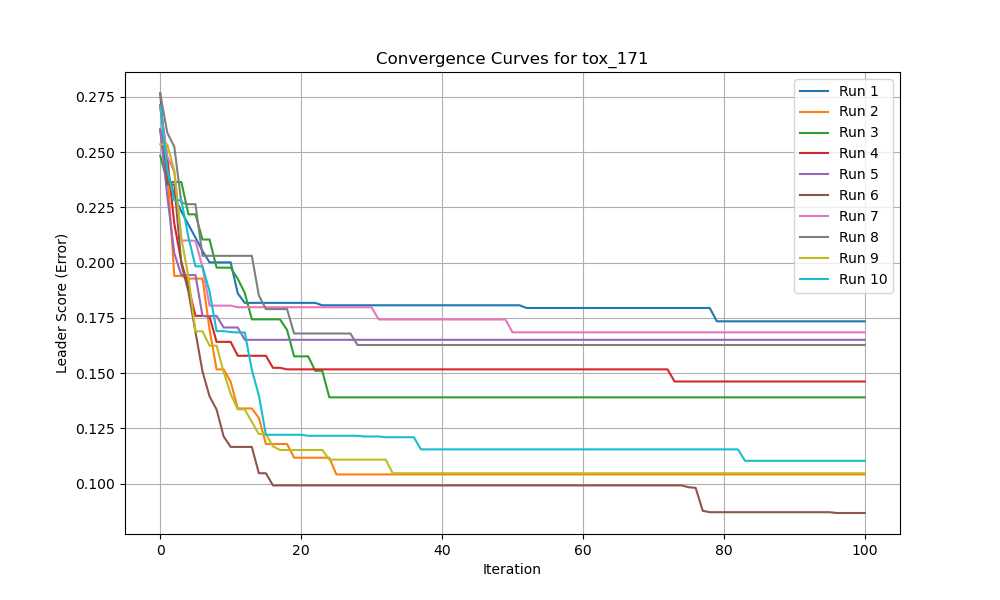 Convergence Curves for tox_171
Leader Score (Error)
0.275
0.250
0.225
0.200
0.175
0.150
0.125
0.100
0
20
40
60
80
100
Iteration
Run 1
Run 2
Run 3
Run 4
Run 5
Run 6
Run 7
Run 8
Run 9
Run 10